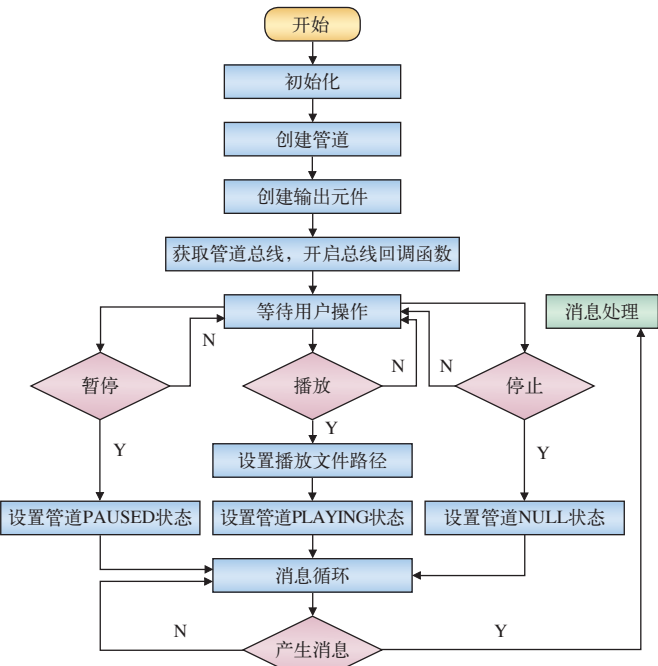 开始
初始化
创建管道
创建输出元件
获取管道总线，开启总线回调函数
等待用户操作
消息处理
N
暂停
播放
N
N
停止
Y
Y
Y
设置播放文件路径
设置管道PAUSED状态
设置管道PLAYING状态
设置管道NULL状态
消息循环
N
Y
产生消息